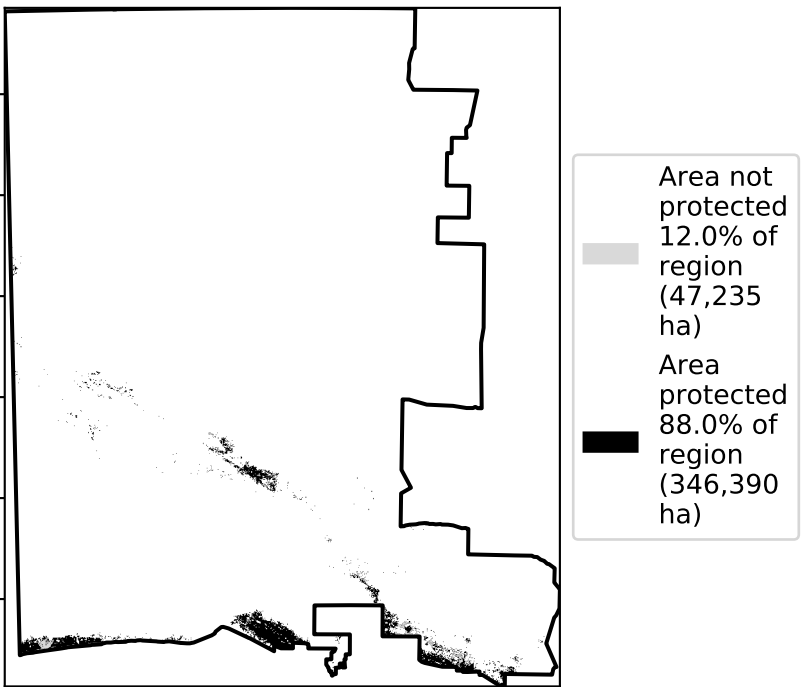 Area not
protected
12.0% of
region
(47,235
ha)
Area
protected
88.0% of
region
(346,390
ha)